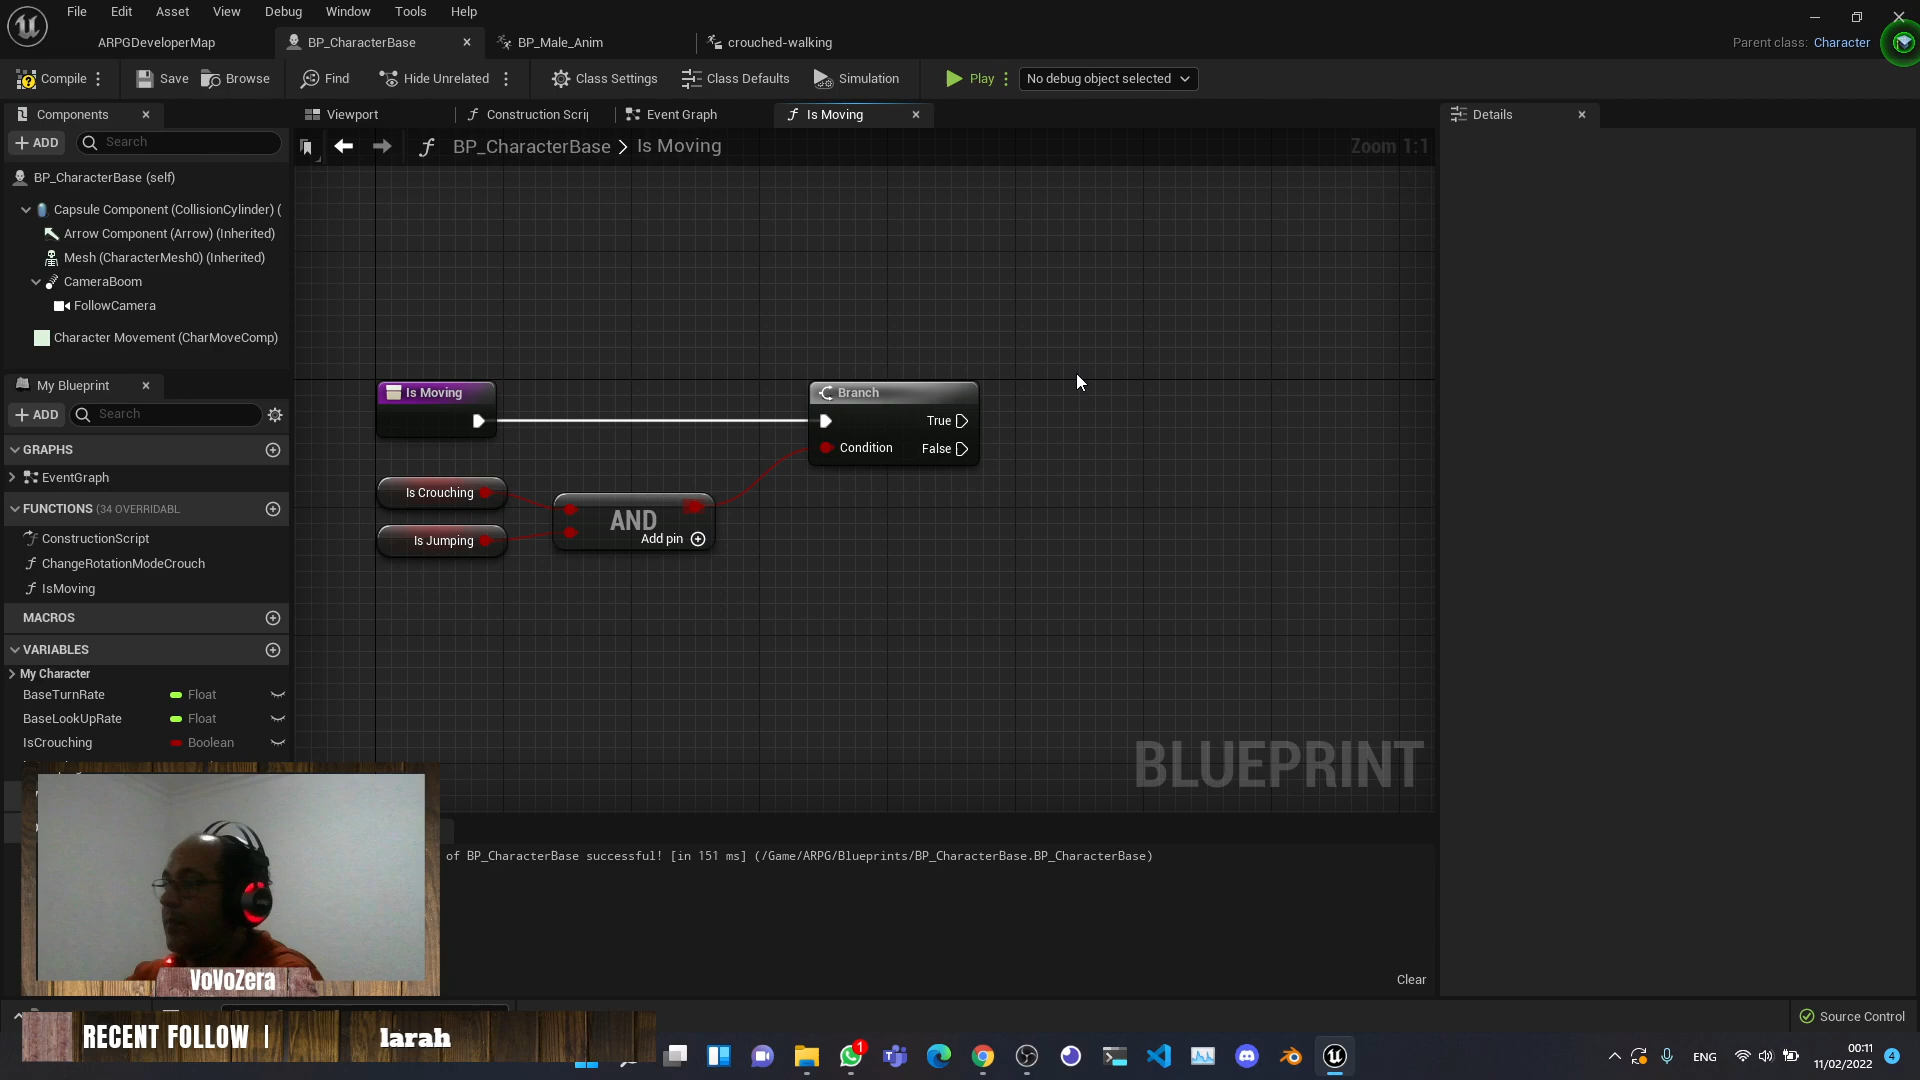 File Edit Asset View Debug Window Tools Help
ARPGDeveloperMap BP_CharacterBase BP_Male_Anim crouched-walking Parent class: Character
Compile Save Browse Find Hide Unrelated Class Settings Class Defaults Simulation Play No debug object selected
Components Viewport Construction Scrip Event Graph Is Moving Details
ADD Search BP_CharacterBase > Is Moving Zoom 1:1
BP_CharacterBase (self)
Capsule Component (CollisionCylinder) (
Arrow Component (Arrow) (Inherited)
Mesh (CharacterMesh0) (Inherited)
CameraBoom
FollowCamera
Character Movement (CharMoveComp)
My Blueprint
ADD Search
GRAPHS
EventGraph
FUNCTIONS (34 OVERRIDABL
ConstructionScript
ChangeRotationModeCrouch
IsMoving
MACROS
VARIABLES
My Character
BaseTurnRate Float
BaseLookUpRate Float
IsCrouching Boolean
Is Moving
Branch
True
Condition False
Is Crouching
Is Jumping
AND
Add pin
BLUEPRINT
of BP_CharacterBase successful! [in 151 ms] (/Game/ARPG/Blueprints/BP_CharacterBase.BP_CharacterBase)
Clear
VoVoZera
RECENT FOLLOW | larah
Source Control
1
ENG
00:11
11/02/2022
4